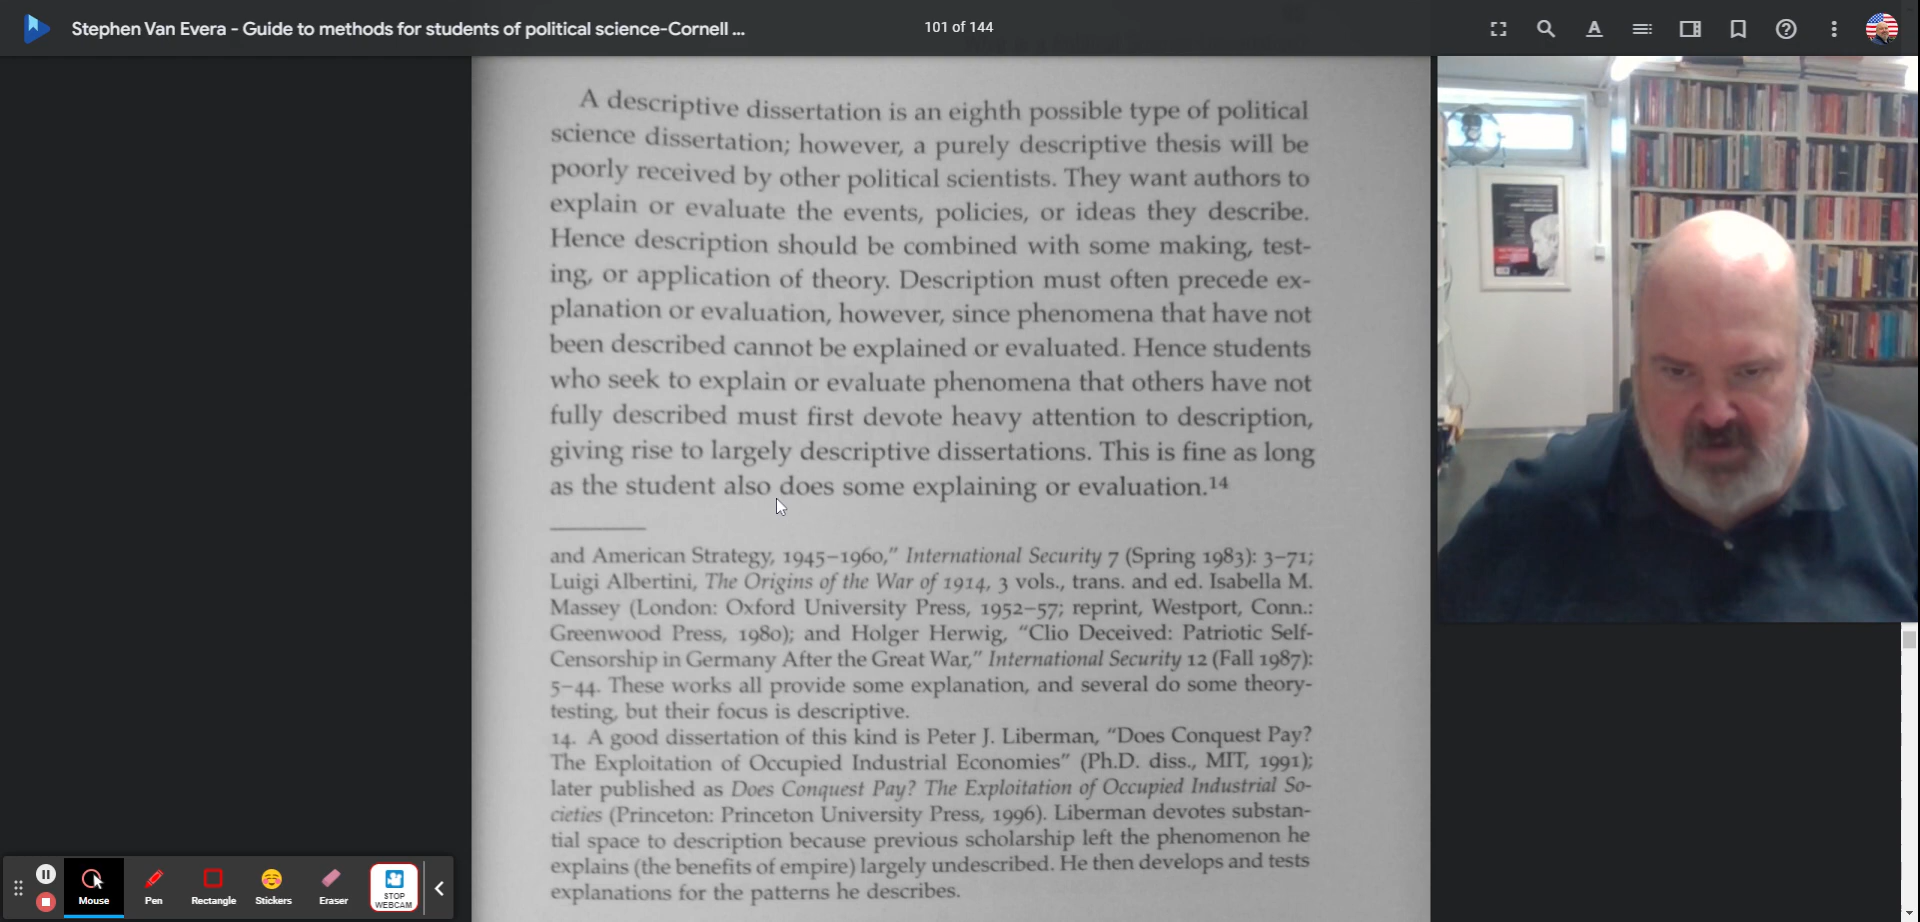 Stephen Van Evera - Guide to methods for students of political science-Cornell ...
101 of 144
A descriptive dissertation is an eighth possible type of political
science dissertation; however, a purely descriptive thesis will be
poorly received by other political scientists. They want authors to
explain or evaluate the events, policies, or ideas they describe.
Hence description should be combined with some making, test-
ing, or application of theory. Description must often precede ex-
planation or evaluation, however, since phenomena that have not
been described cannot be explained or evaluated. Hence students
who seek to explain or evaluate phenomena that others have not
fully described must first devote heavy attention to description,
giving rise to largely descriptive dissertations. This is fine as long
as the student also does some explaining or evaluation.14
and American Strategy, 1945–1960,” International Security 7 (Spring 1983): 3–71;
Luigi Albertini, The Origins of the War of 1914, 3 vols., trans. and ed. Isabella M.
Massey (London: Oxford University Press, 1952–57; reprint, Westport, Conn.:
Greenwood Press, 1980); and Holger Herwig, “Clio Deceived: Patriotic Self-
Censorship in Germany After the Great War,” International Security 12 (Fall 1987):
5–44. These works all provide some explanation, and several do some theory-
testing, but their focus is descriptive.
14. A good dissertation of this kind is Peter J. Liberman, “Does Conquest Pay?
The Exploitation of Occupied Industrial Economies” (Ph.D. diss., MIT, 1991);
later published as Does Conquest Pay? The Exploitation of Occupied Industrial So-
cieties (Princeton: Princeton University Press, 1996). Liberman devotes substan-
tial space to description because previous scholarship left the phenomenon he
explains (the benefits of empire) largely undescribed. He then develops and tests
explanations for the patterns he describes.
Mouse
Pen
Rectangle
Stickers
Eraser
STOP
WEBCAM